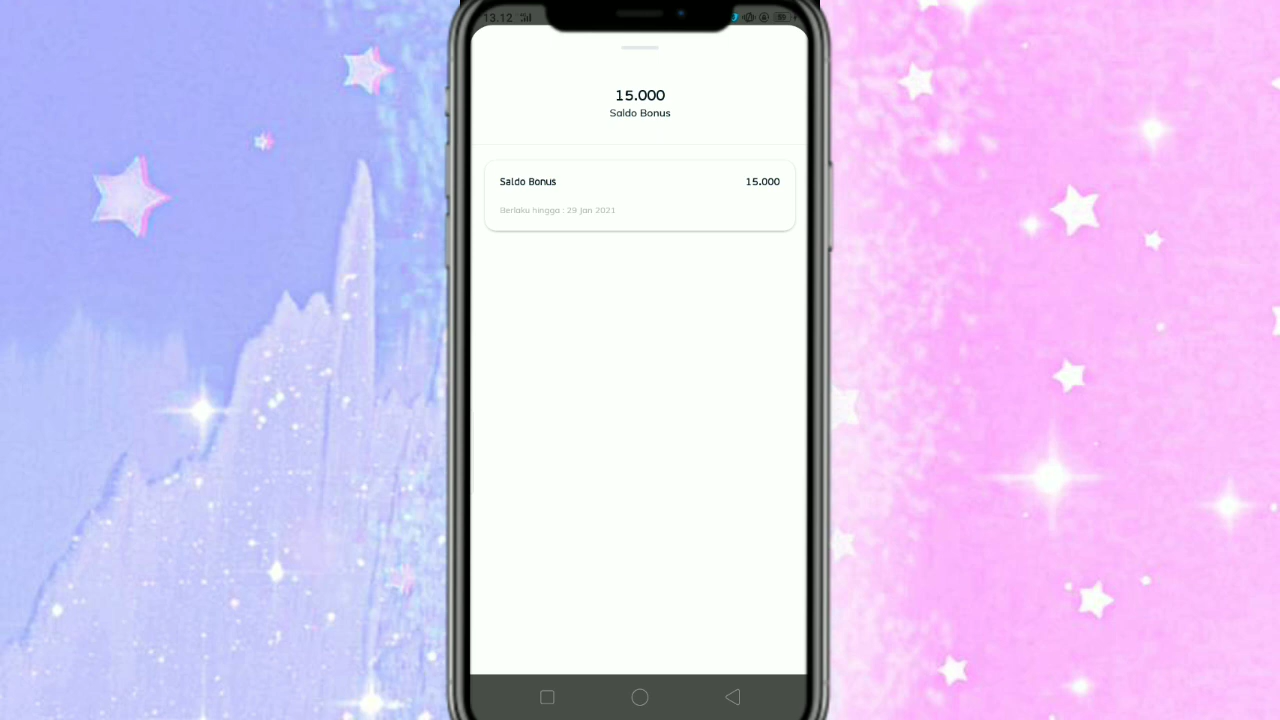 13.12
15.000
Saldo Bonus
Saldo Bonus 15.000
Berlaku hingga : 29 Jan 2021